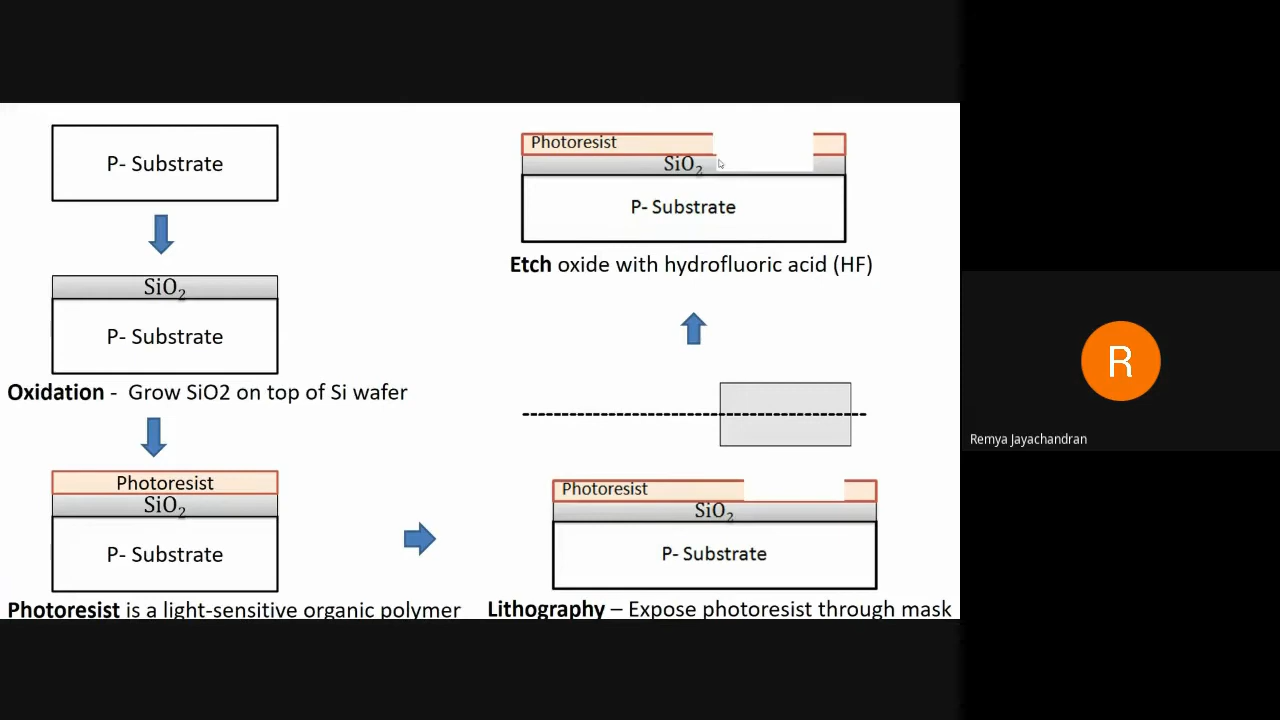 P- Substrate
SiO₂
P- Substrate
Oxidation - Grow SiO2 on top of Si wafer
Photoresist
SiO₂
P- Substrate
Photoresist is a light-sensitive organic polymer
Photoresist
SiO₂
P- Substrate
Etch oxide with hydrofluoric acid (HF)
Photoresist
SiO₂
P- Substrate
Lithography – Expose photoresist through mask
R
Remya Jayachandran